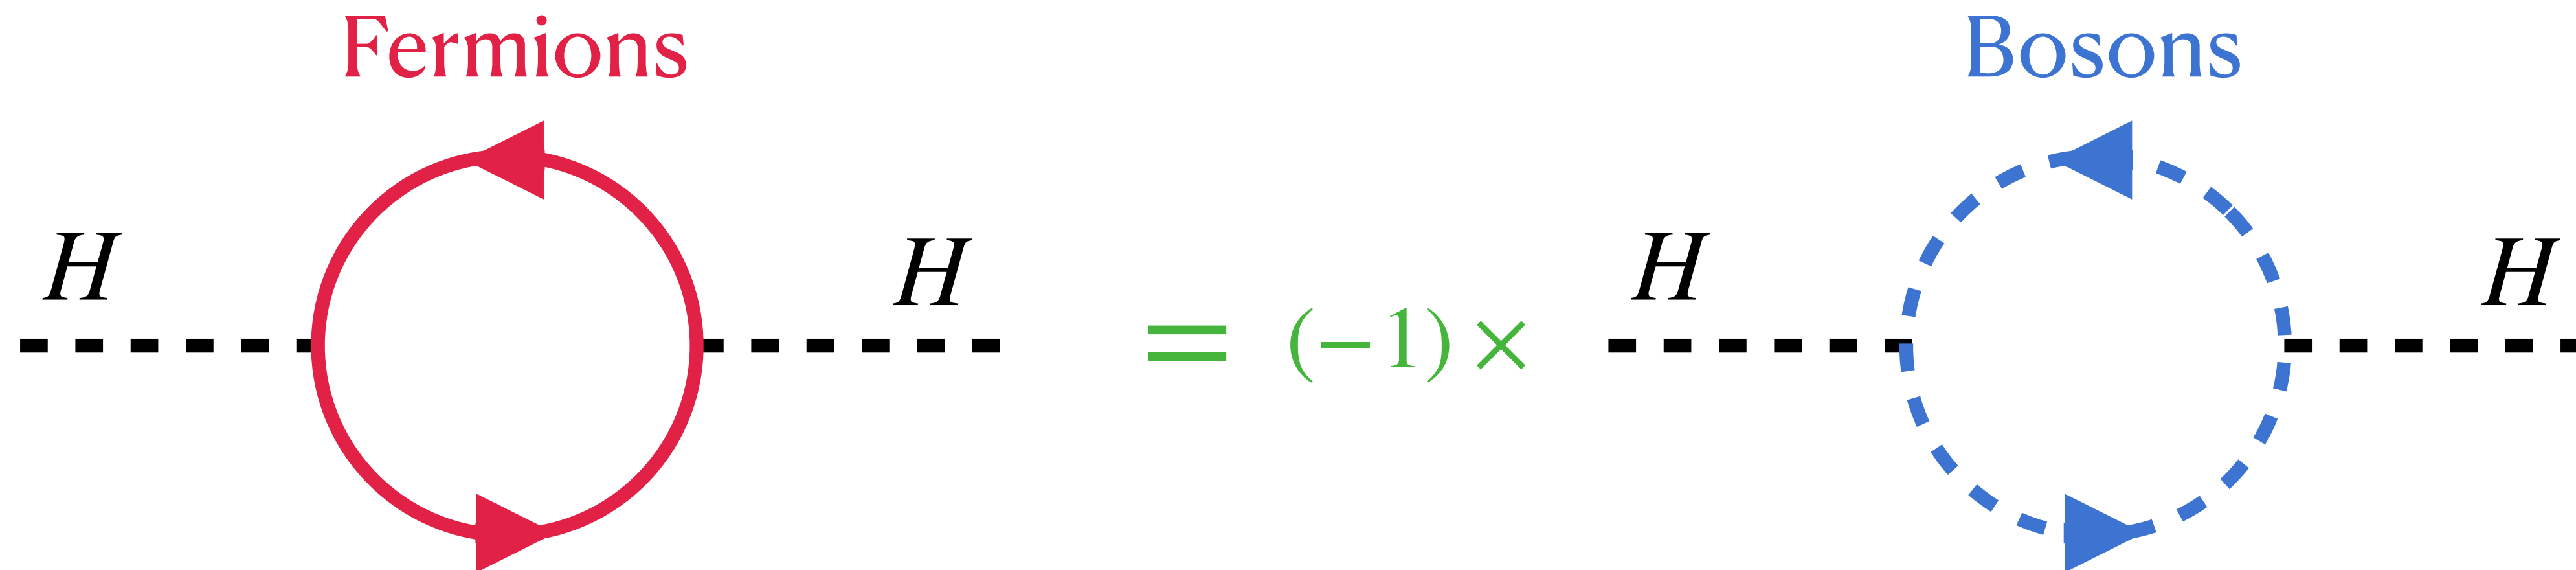 Fermions
Bosons
H
H
= (−1) ×
H
H